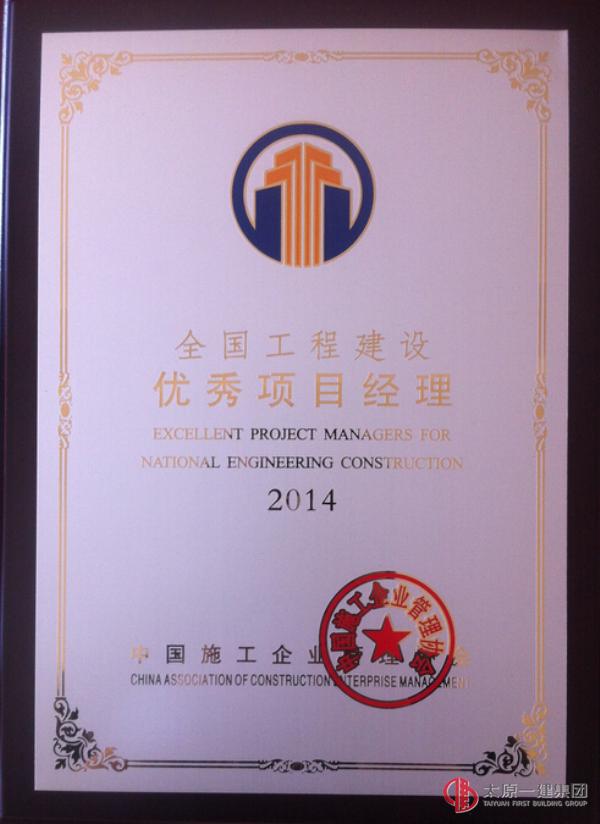 全国工程建设
优秀项目经理
EXCELLENT PROJECT MANAGERS FOR
NATIONAL ENGINEERING CONSTRUCTION
2014
中国施工企业管理协会
中国施工企业管理协会
CHINA ASSOCIATION OF CONSTRUCTION ENTERPRISE MANAGEMENT
太原一建集团
TAIYUAN FIRST BUILDING GROUP